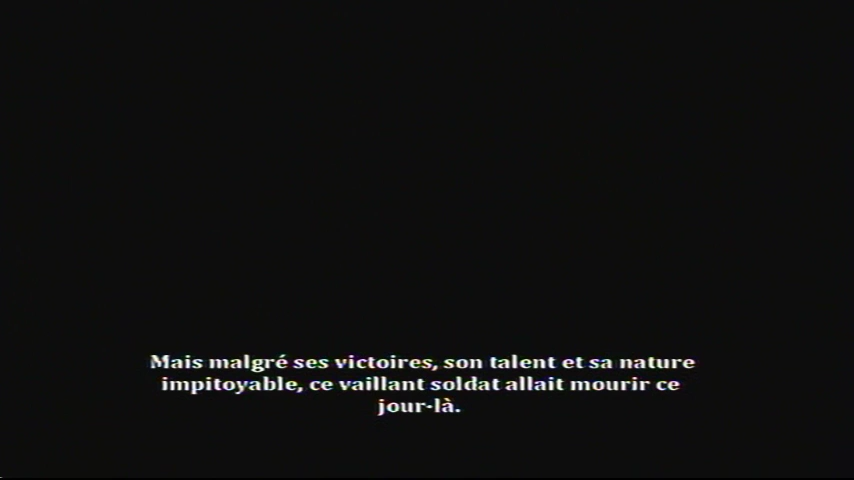 Mais malgré ses victoires, son talent et sa nature
impitoyable, ce vaillant soldat allait mourir ce
jour-là.